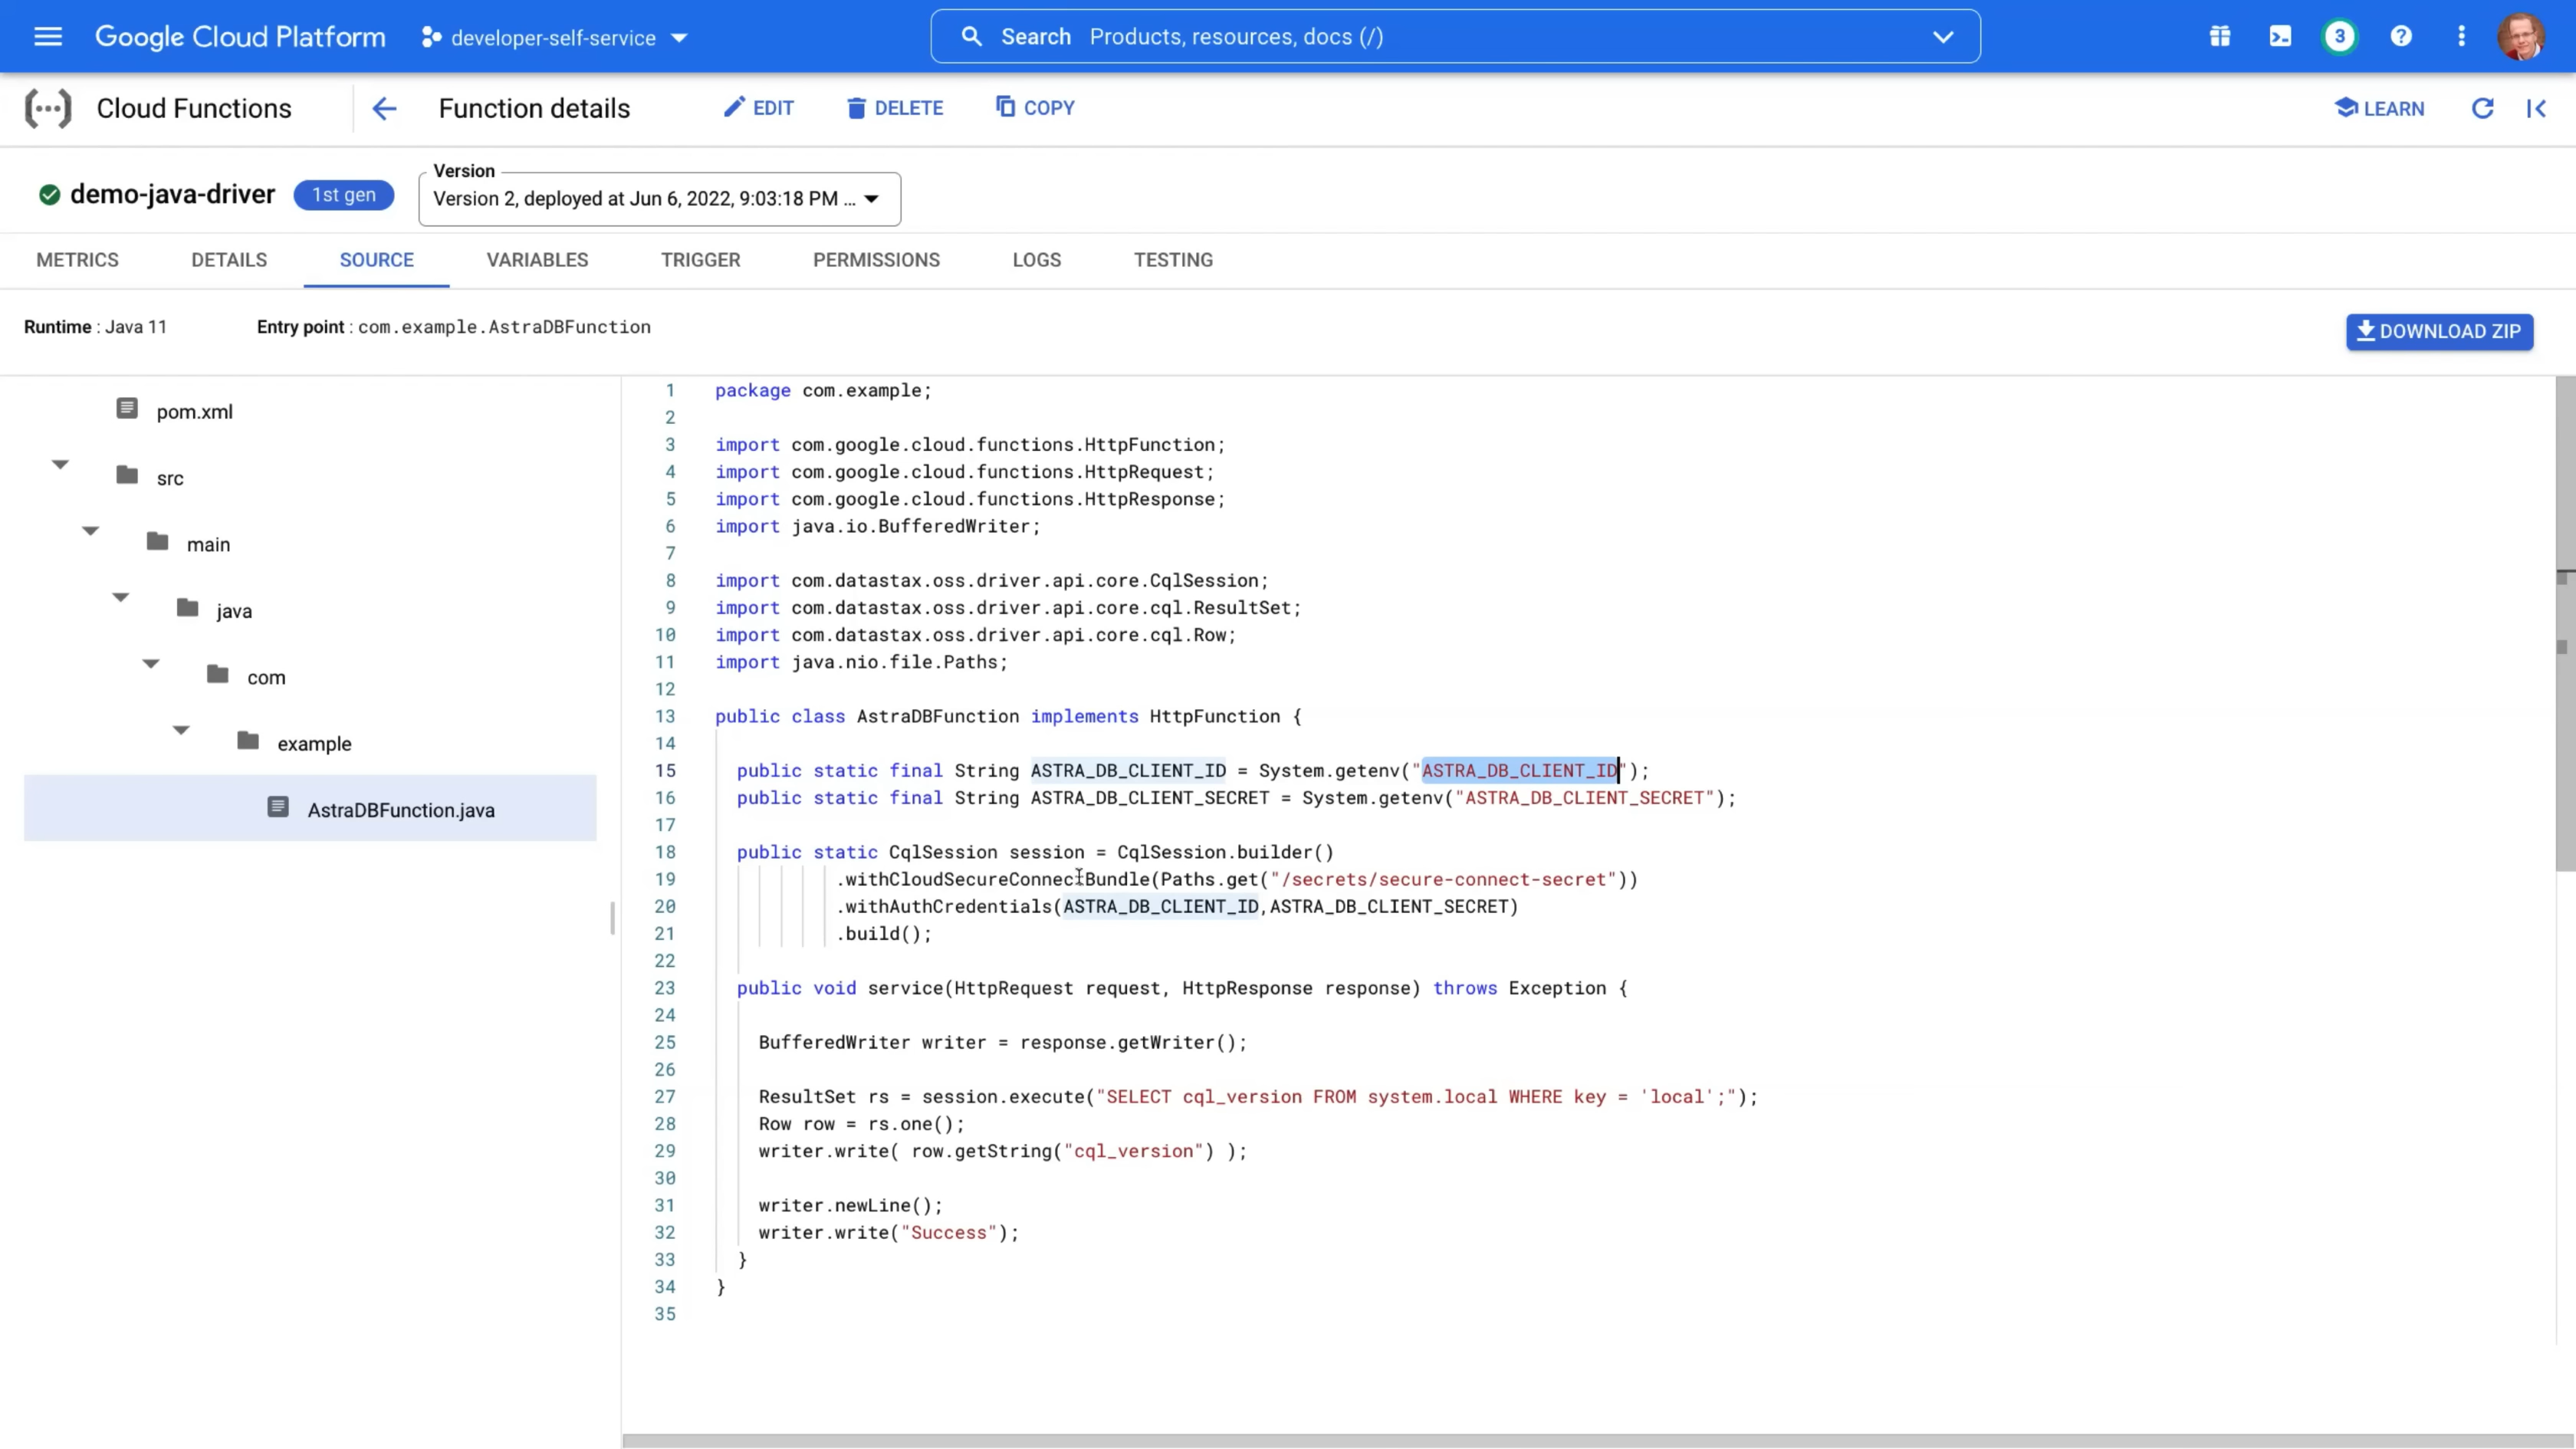 Google Cloud Platform developer-self-service Search Products, resources, docs (/) 3
Cloud Functions Function details EDIT DELETE COPY LEARN
demo-java-driver 1st gen Version
Version 2, deployed at Jun 6, 2022, 9:03:18 PM ...
METRICS DETAILS SOURCE VARIABLES TRIGGER PERMISSIONS LOGS TESTING
Runtime : Java 11 Entry point : com.example.AstraDBFunction DOWNLOAD ZIP
pom.xml
src
main
java
com
example
AstraDBFunction.java
1 package com.example;
2
3 import com.google.cloud.functions.HttpFunction;
4 import com.google.cloud.functions.HttpRequest;
5 import com.google.cloud.functions.HttpResponse;
6 import java.io.BufferedWriter;
7
8 import com.datastax.oss.driver.api.core.CqlSession;
9 import com.datastax.oss.driver.api.core.cql.ResultSet;
10 import com.datastax.oss.driver.api.core.cql.Row;
11 import java.nio.file.Paths;
12
13 public class AstraDBFunction implements HttpFunction {
14
15 public static final String ASTRA_DB_CLIENT_ID = System.getenv("ASTRA_DB_CLIENT_ID");
16 public static final String ASTRA_DB_CLIENT_SECRET = System.getenv("ASTRA_DB_CLIENT_SECRET");
17
18 public static CqlSession session = CqlSession.builder()
19 .withCloudSecureConnectBundle(Paths.get("/secrets/secure-connect-secret"))
20 .withAuthCredentials(ASTRA_DB_CLIENT_ID,ASTRA_DB_CLIENT_SECRET)
21 .build();
22
23 public void service(HttpRequest request, HttpResponse response) throws Exception {
24
25 BufferedWriter writer = response.getWriter();
26
27 ResultSet rs = session.execute("SELECT cql_version FROM system.local WHERE key = 'local';");
28 Row row = rs.one();
29 writer.write( row.getString("cql_version") );
30
31 writer.newLine();
32 writer.write("Success");
33 }
34 }
35